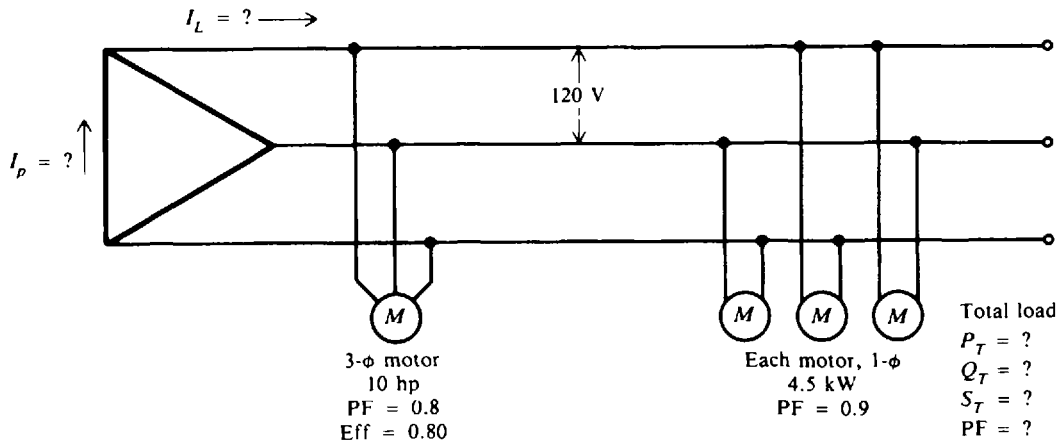 I_L = ?
120 V
I_p = ?
M
M
M
M
3-ϕ motor
10 hp
PF = 0.8
Eff = 0.80
Each motor, 1-ϕ
4.5 kW
PF = 0.9
Total load
P_T = ?
Q_T = ?
S_T = ?
PF = ?